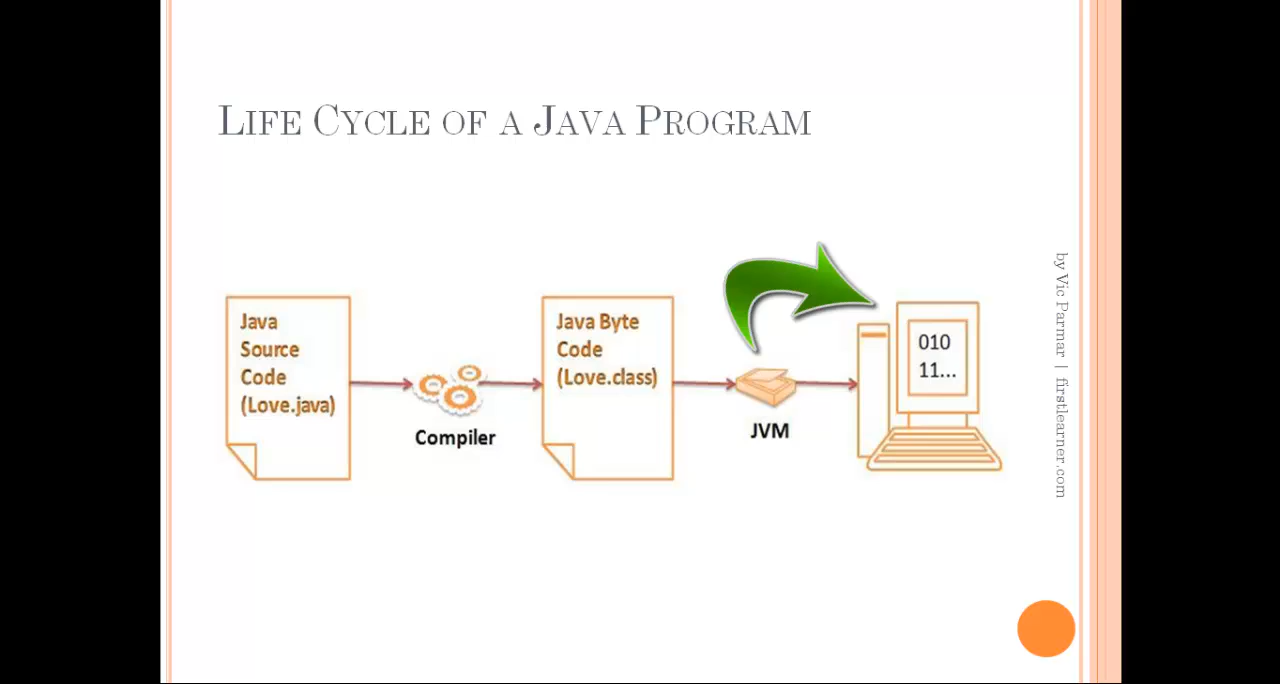 LIFE CYCLE OF A JAVA PROGRAM
Java
Source
Code
(Love.java)
Compiler
Java Byte
Code
(Love.class)
JVM
010
11...
by Vic Parmar | firstlearner.com